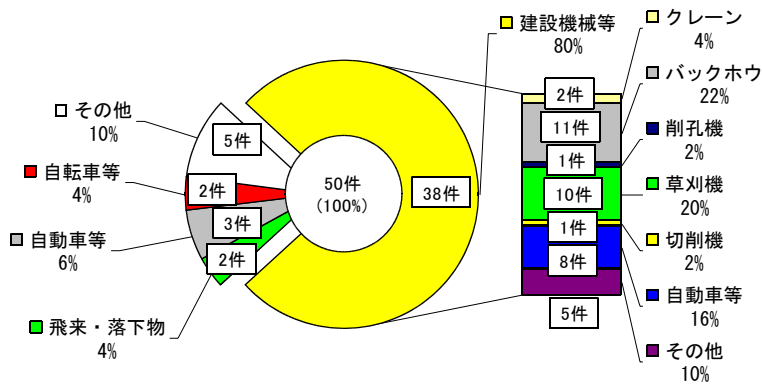 建設機械等
80%
その他
10%
自転車等
4%
自動車等
6%
飛来・落下物
4%
5件
2件
3件
2件
50件
(100%)
38件
2件
11件
1件
10件
1件
8件
5件
クレーン
4%
バックホウ
22%
削孔機
2%
草刈機
20%
切削機
2%
自動車等
16%
その他
10%